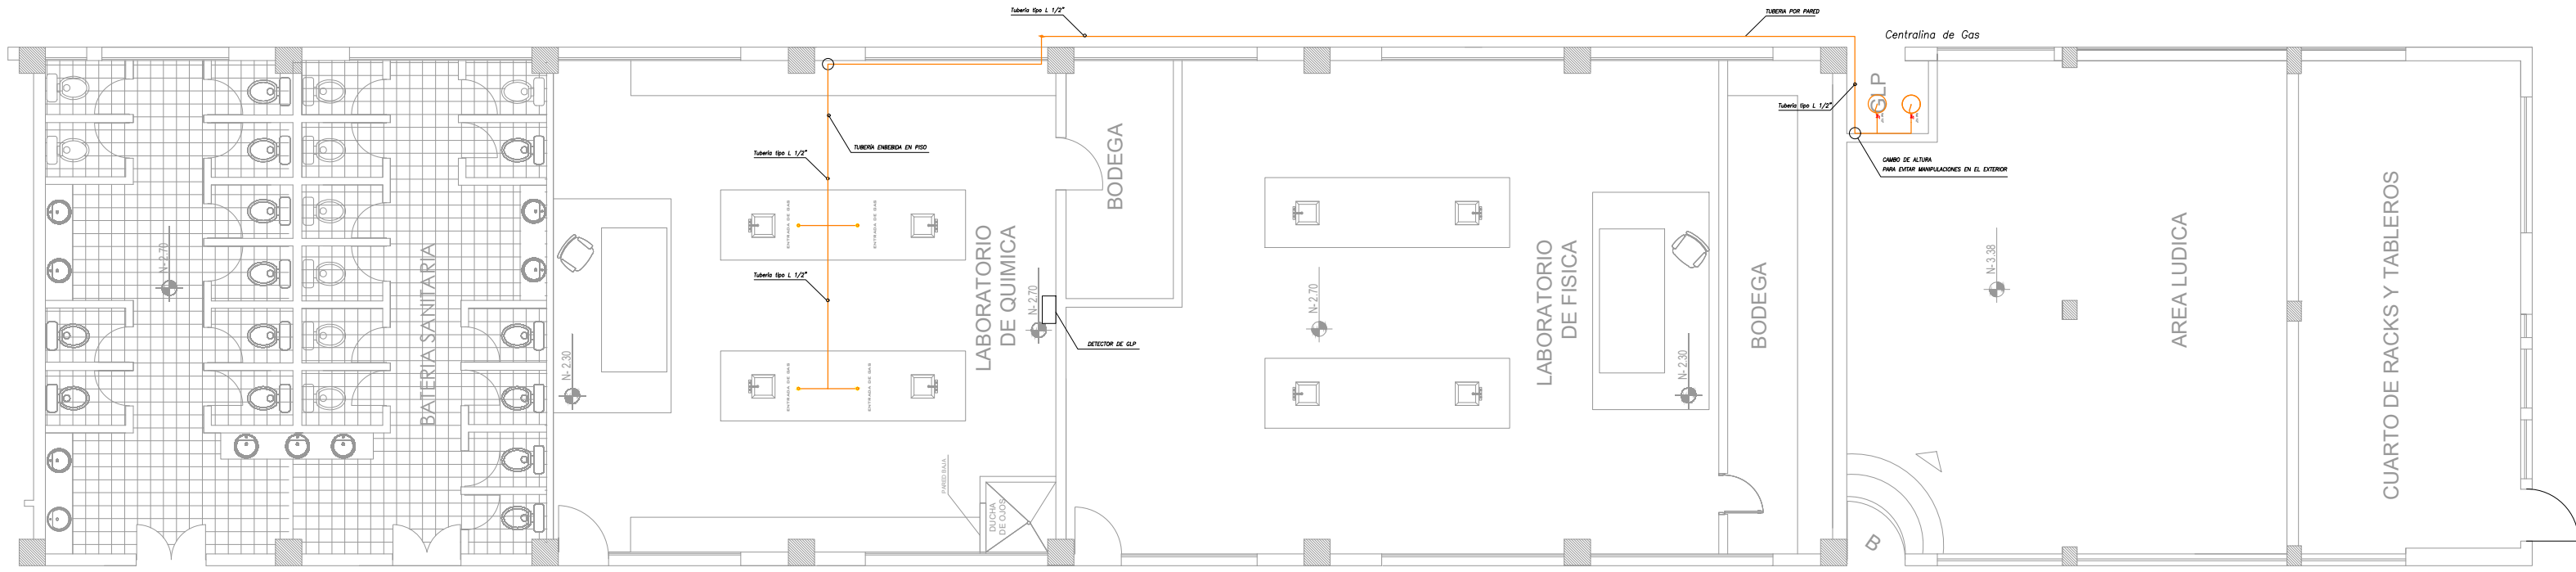 Tubería tipo L 1/2"
TUBERIA POR PARED
Centralina de Gas
GLP
Tubería tipo L 1/2"
CAMBO DE ALTURA
PARA EVITAR MANIPULACIONES EN EL EXTERIOR
TUBERÍA ENBEBIDA EN PISO
Tubería tipo L 1/2"
ENTRADA DE GAS
ENTRADA DE GAS
Tubería tipo L 1/2"
ENTRADA DE GAS
ENTRADA DE GAS
BATERIA SANITARIA
N- 2.70
N- 2.30
LABORATORIO
DE QUIMICA
N- 2.70
DETECTOR DE GLP
PARED BAJA
DUCHA
DE OJOS
BODEGA
N- 2.70
LABORATORIO
DE FISICA
N- 2.30
BODEGA
N- 3.38
AREA LUDICA
CUARTO DE RACKS Y TABLEROS
B